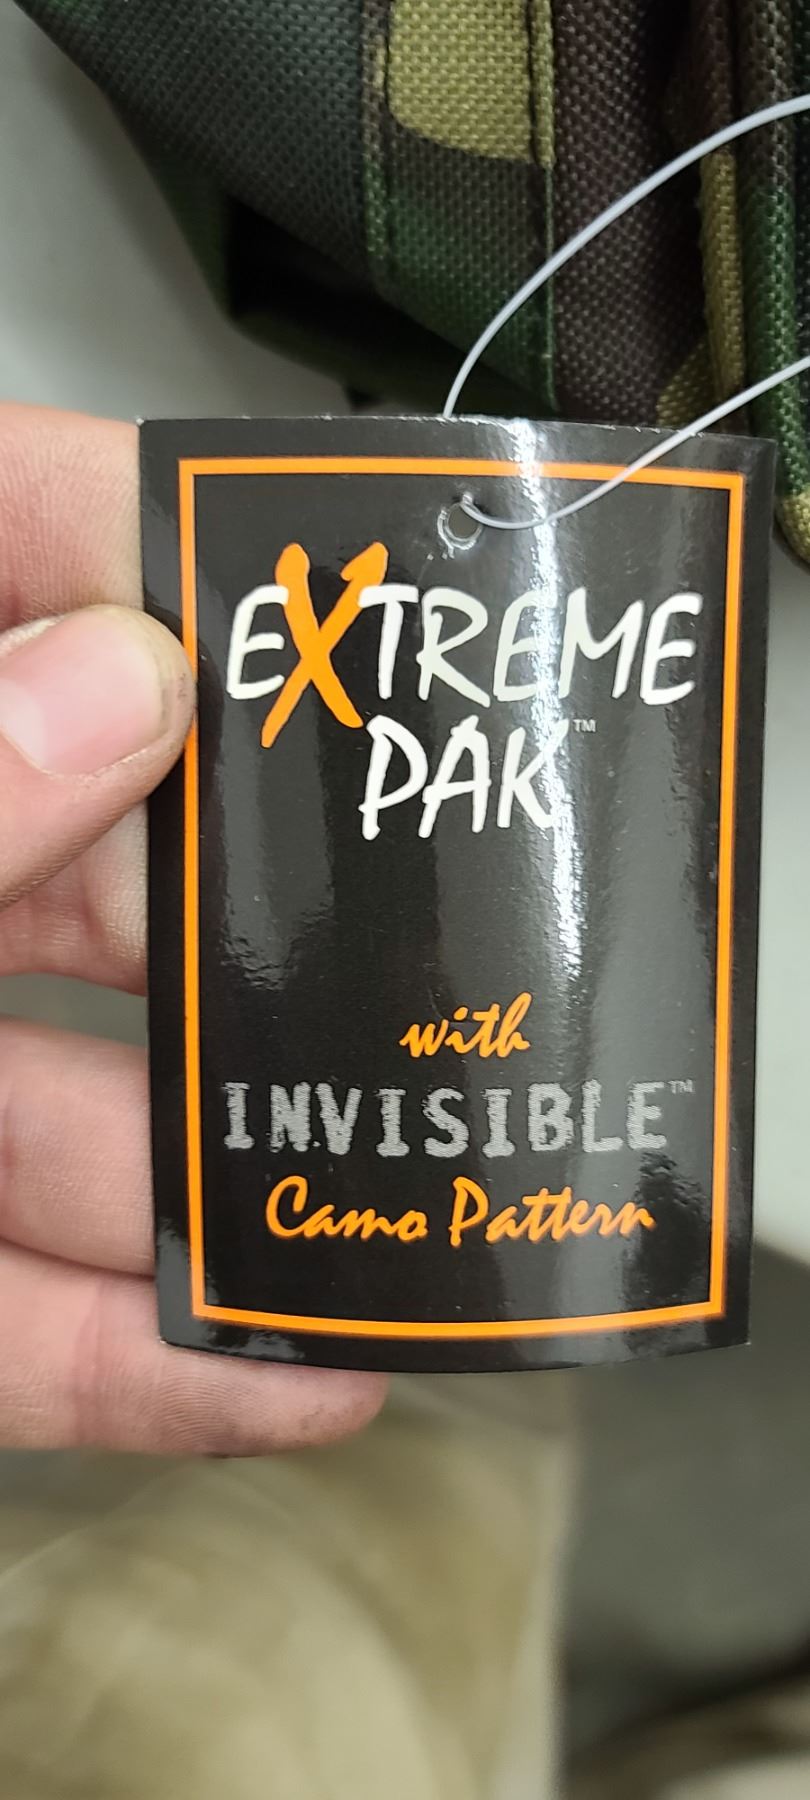 EXTREME
PAK™
with
INVISIBLE™
Camo Pattern